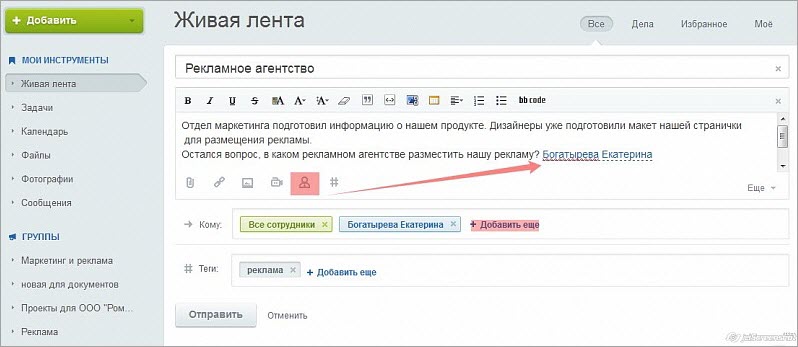 Добавить
Живая лента
Все
Дела
Избранное
Моё
МОИ ИНСТРУМЕНТЫ
Живая лента
Задачи
Календарь
Файлы
Фотографии
Сообщения
ГРУППЫ
Маркетинг и реклама
новая для документов
Проекты для ООО "Ром...
Реклама
Рекламное агентство
B I U S A A bb code
Отдел маркетинга подготовил информацию о нашем продукте. Дизайнеры уже подготовили макет нашей странички
для размещения рекламы.
Остался вопрос, в каком рекламном агентстве разместить нашу рекламу? Богатырева Екатерина
Еще
Кому: Все сотрудники Богатырева Екатерина + Добавить еще
Теги: реклама + Добавить еще
Отправить Отменить